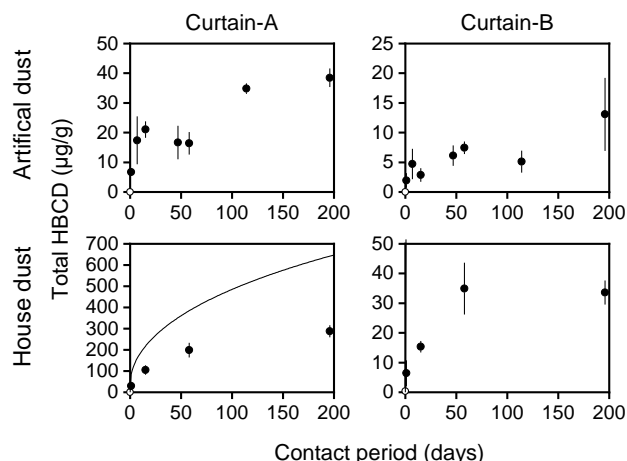 Curtain-A
Curtain-B
Artifical dust
House dust
Total HBCD (µg/g)
50
40
30
20
10
0
0 50 100 150 200
25
20
15
10
5
0
0 50 100 150 200
700
600
500
400
300
200
100
0
0 50 100 150 200
50
40
30
20
10
0
0 50 100 150 200
Contact period (days)